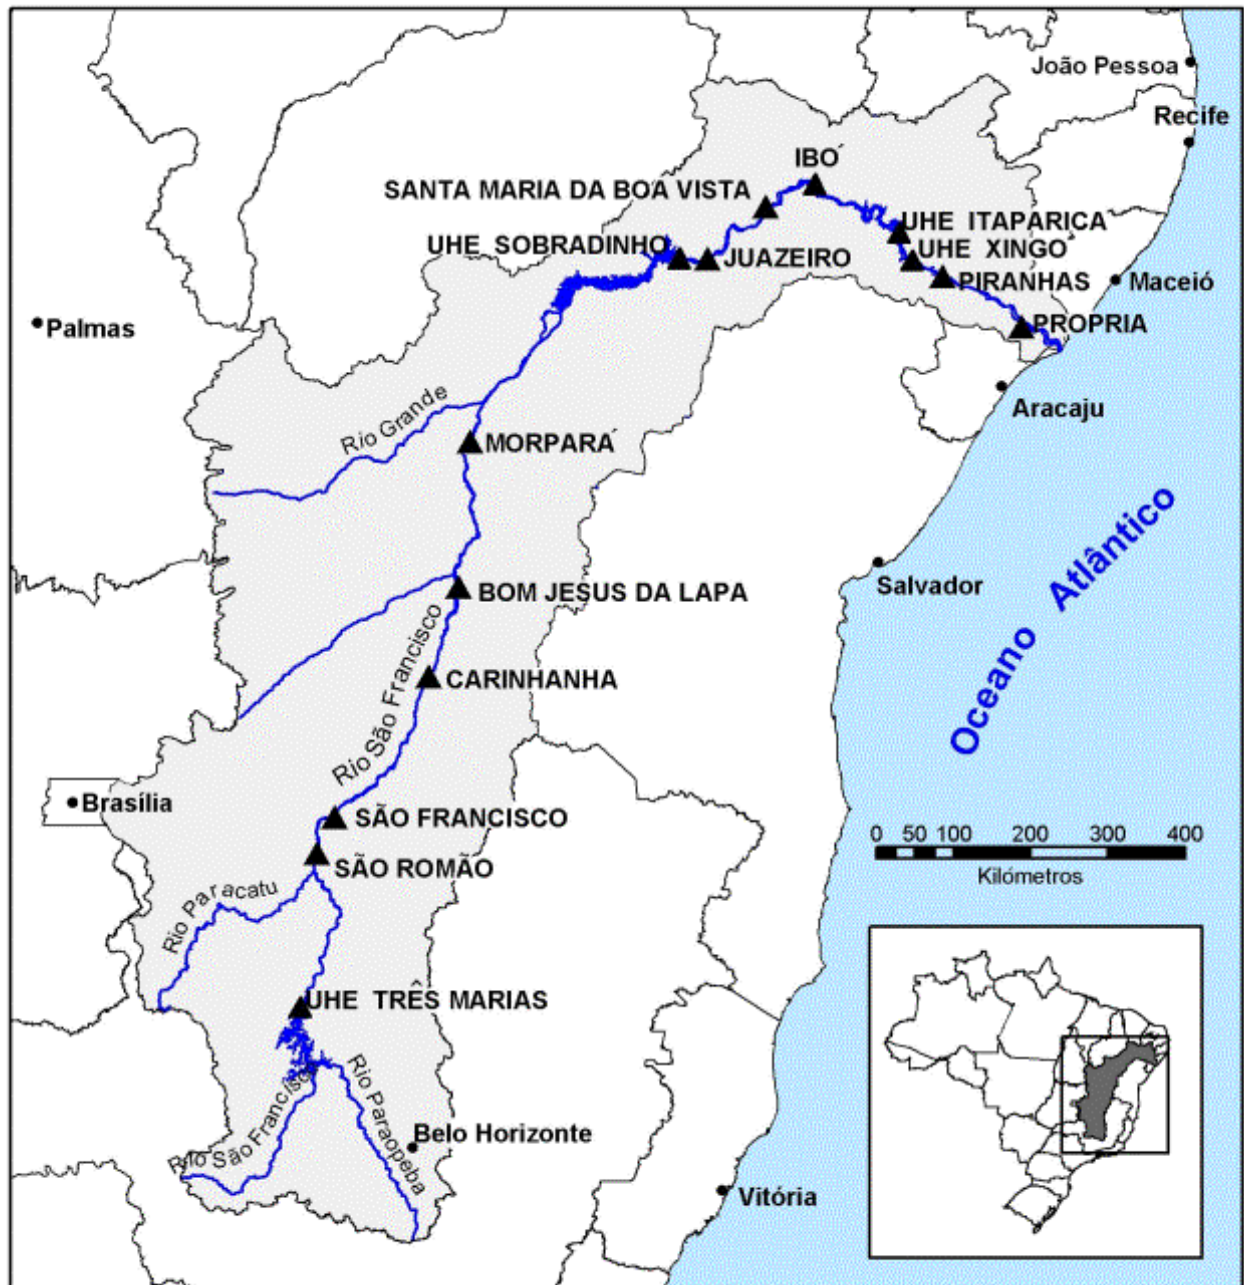 João Pessoa
Recife
IBÓ
SANTA MARIA DA BOA VISTA
UHE ITAPARICA
UHE SOBRADINHO
JUAZEIRO
UHE XINGÓ
PIRANHAS
Maceió
Palmas
PROPRIA
Aracaju
Rio Grande
MORPARÁ
Oceano Atlântico
Salvador
BOM JESUS DA LAPA
Rio São Francisco
CARINHANHA
Brasília
SÃO FRANCISCO
0 50 100 200 300 400
Kilómetros
SÃO ROMÃO
Rio Paracatu
UHE TRÊS MARIAS
Rio São Francisco
Rio Paraopeba
Belo Horizonte
Vitória